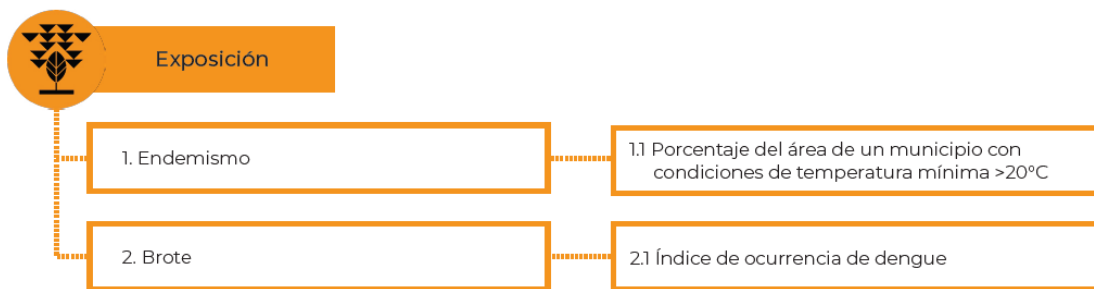 Exposición
1. Endemismo
1.1 Porcentaje del área de un municipio con
condiciones de temperatura mínima >20°C
2. Brote
2.1 Índice de ocurrencia de dengue